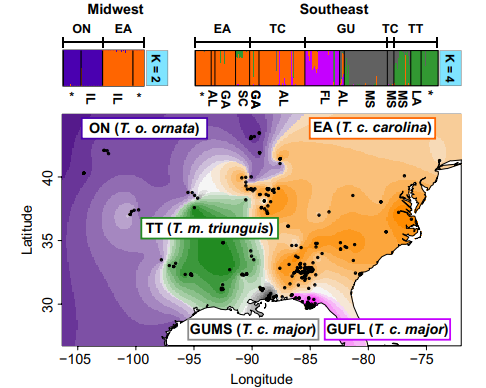 Midwest Southeast
ON EA EA TC GU TC TT
K = 2 K = 4
* IL IL * * AL GA SC GA AL FL AL MS MS MS LA *
ON (T. o. ornata) EA (T. c. carolina)
TT (T. m. triunguis)
GUMS (T. c. major) GUFL (T. c. major)
Latitude
40
35
30
-105 -100 -95 -90 -85 -80 -75
Longitude